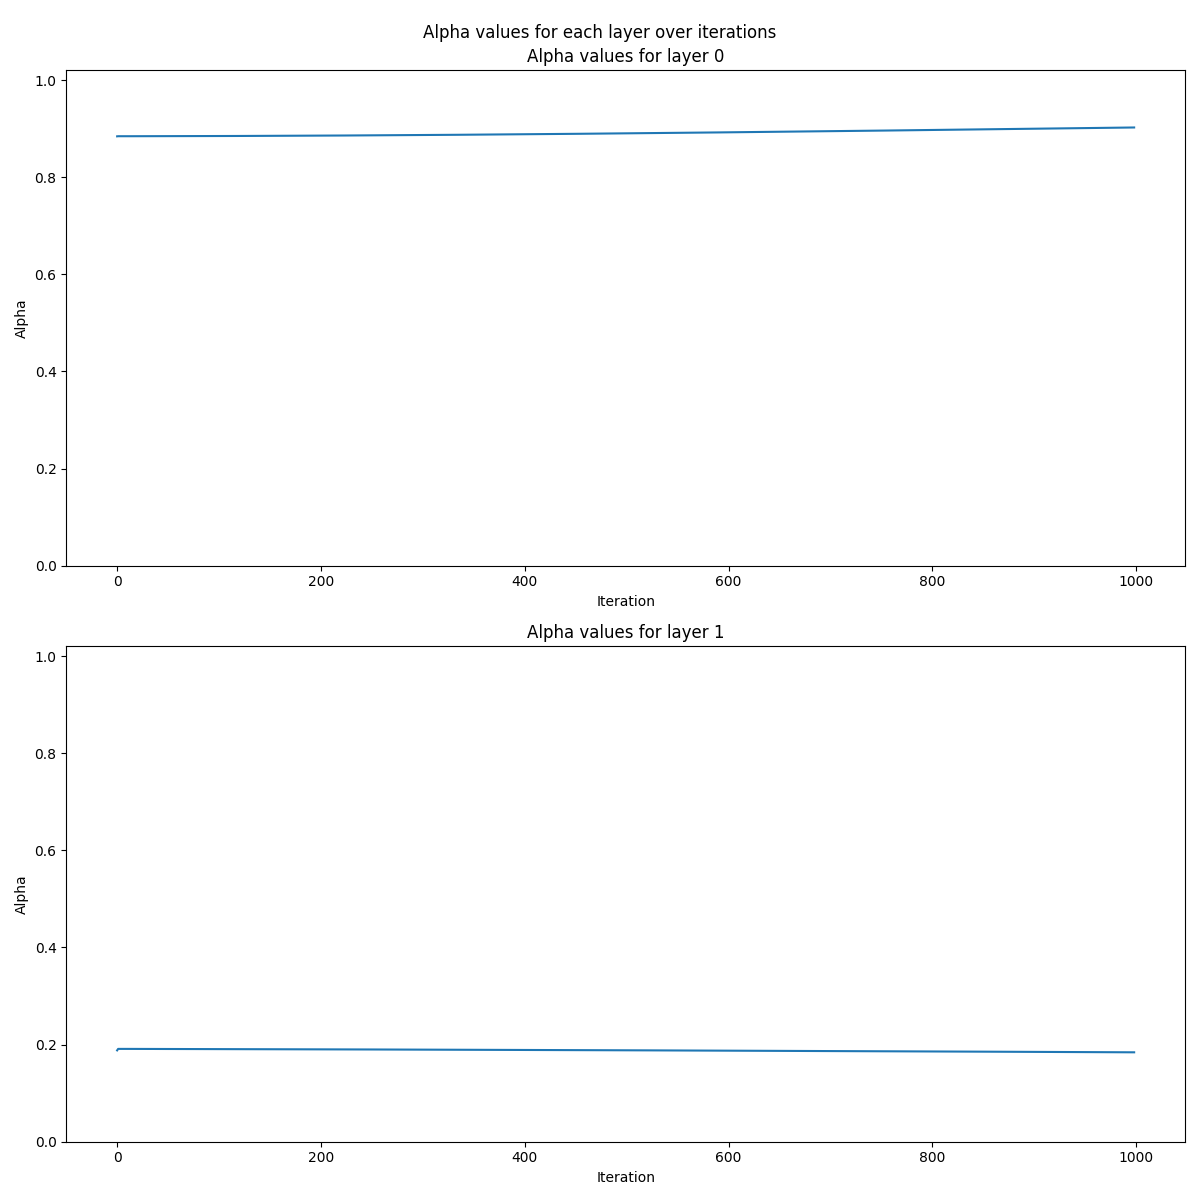 Alpha values for each layer over iterations
Alpha values for layer 0
1.0
0.8
0.6
0.4
0.2
0.0
Alpha
0 200 400 600 800 1000
Iteration
Alpha values for layer 1
1.0
0.8
0.6
0.4
0.2
0.0
Alpha
0 200 400 600 800 1000
Iteration